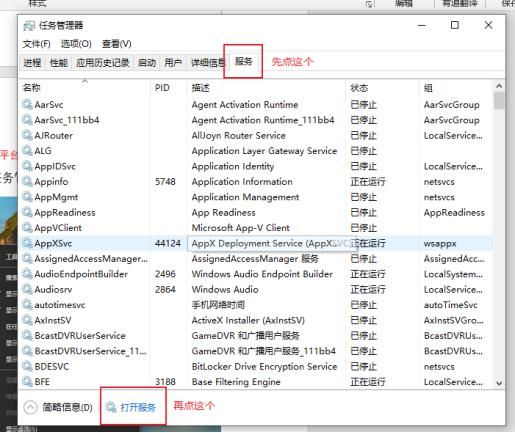 样式
编辑
有道翻译
任务管理器
文件(F) 选项(O) 查看(V)
进程 性能 应用历史记录 启动 用户 详细信息 服务 先点这个
名称 PID 描述 状态 组
AarSvc Agent Activation Runtime 已停止 AarSvcGroup
AarSvc_111bb4 Agent Activation Runtime_111bb4 已停止 AarSvcGroup
AJRouter AllJoyn Router Service 已停止 LocalService...
ALG Application Layer Gateway Service 已停止
AppIDSvc Application Identity 已停止 LocalService...
Appinfo 5748 Application Information 正在运行 netsvcs
AppMgmt Application Management 已停止 netsvcs
AppReadiness App Readiness 已停止 AppReadiness
AppVClient Microsoft App-V Client 已停止
AppXSvc 44124 AppX Deployment Service (AppXSVC) 正在运行 wsappx
AssignedAccessManager... AssignedAccessManager 服务 已停止 AssignedAcc...
AudioEndpointBuilder 2496 Windows Audio Endpoint Builder 正在运行 LocalSystem...
Audiosrv 2864 Windows Audio 正在运行 LocalService...
autotimesvc 手机网络时间 已停止 autoTimeSvc
AxInstSV ActiveX Installer (AxInstSV) 已停止 AxInstSVGro...
BcastDVRUserService GameDVR 和广播用户服务 已停止 BcastDVRUs...
BcastDVRUserService_11... GameDVR 和广播用户服务_111bb4 已停止 BcastDVRUs...
BDESVC BitLocker Drive Encryption Service 已停止 netsvcs
BFE 3188 Base Filtering Engine 正在运行 LocalService...
简略信息(D) 打开服务 再点这个
平台
任务管
工具
搜索
显示桌面(S)